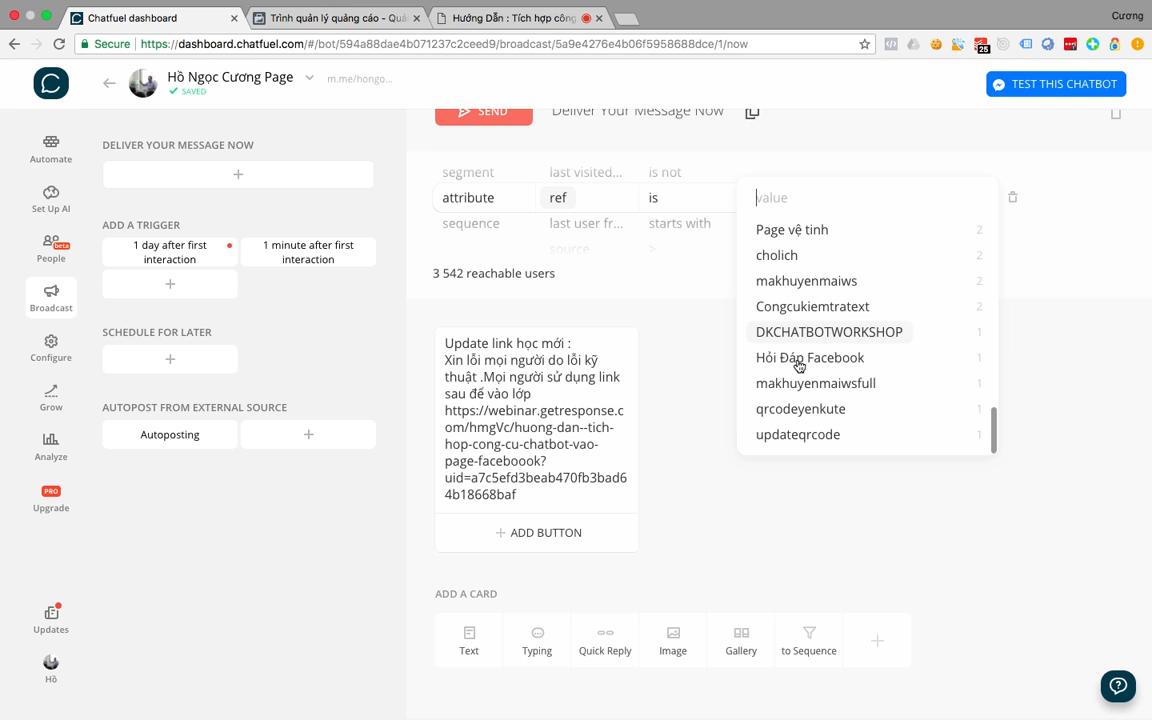 Chatfuel dashboard
Trình quản lý quảng cáo - Quả
Hướng Dẫn : Tích hợp công
Cương
Secure
https://dashboard.chatfuel.com/#/bot/594a88dae4b071237c2ceed9/broadcast/5a9e4276e4b06f5958688dce/1/now
25
Hồ Ngọc Cương Page
m.me/hongo...
SAVED
TEST THIS CHATBOT
Automate
Set Up AI
People
beta
Broadcast
Configure
Grow
Analyze
PRO
Upgrade
Updates
Hồ
DELIVER YOUR MESSAGE NOW
ADD A TRIGGER
1 day after first
interaction
1 minute after first
interaction
SCHEDULE FOR LATER
AUTOPOST FROM EXTERNAL SOURCE
Autoposting
SEND
Deliver Your Message Now
segment last visited... is not
attribute ref is
sequence last user fr... starts with
source >
3 542 reachable users
value
Page vệ tinh 2
cholich 2
makhuyenmaiws 2
Congcukiemtratext 2
DKCHATBOTWORKSHOP 1
Hỏi Đáp Facebook 1
makhuyenmaiwsfull 1
qrcodeyenkute 1
updateqrcode 1
Update link học mới :
Xin lỗi mọi người do lỗi kỹ
thuật .Mọi người sử dụng link
sau để vào lớp
https://webinar.getresponse.c
om/hmgVc/huong-dan--tich-
hop-cong-cu-chatbot-vao-
page-faceboook?
uid=a7c5efd3beab470fb3bad6
4b18668baf
ADD BUTTON
ADD A CARD
Text
Typing
Quick Reply
Image
Gallery
to Sequence